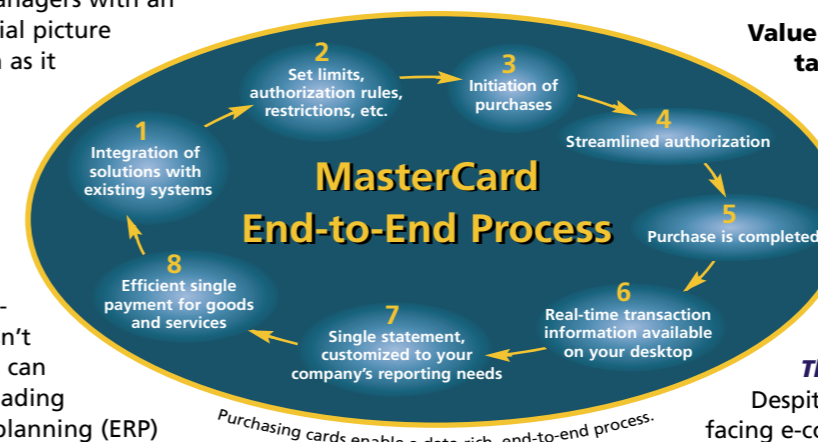 anagers with an
ial picture
as it
Value
ta
MasterCard
End-to-End Process
1
Integration of
solutions with
existing systems
2
Set limits,
authorization rules,
restrictions, etc.
3
Initiation of
purchases
4
Streamlined authorization
5
Purchase is completed
6
Real-time transaction
information available
on your desktop
7
Single statement,
customized to your
company's reporting needs
8
Efficient single
payment for goods
and services
Purchasing cards enable a data-rich, end-to-end process.
-
n't
can
ading
planning (ERP)
Th
Despit
facing e-co